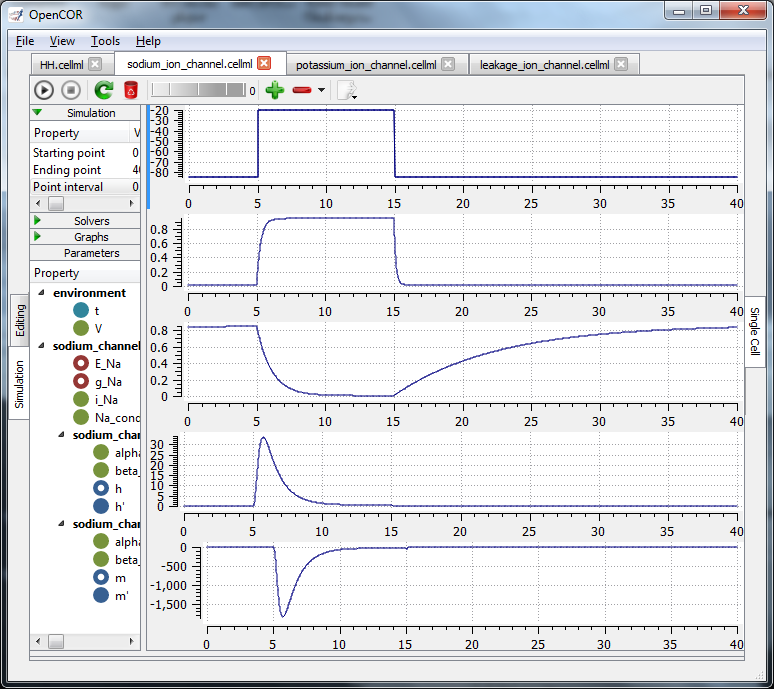 OpenCOR
File View Tools Help
HH.cellml sodium_ion_channel.cellml potassium_ion_channel.cellml leakage_ion_channel.cellml
0
Simulation
Property V
Starting point 0
Ending point 40
Point interval 0
Solvers
Graphs
Parameters
Property
environment
t
V
sodium_channel
E_Na
g_Na
i_Na
Na_cond
sodium_char
alpha
beta_
h
h'
sodium_char
alpha
beta_
m
m'
Editing
Simulation
Single Cell
-20
-30
-40
-50
-60
-70
-80
0 5 10 15 20 25 30 35 40
0.8
0.6
0.4
0.2
0
0 5 10 15 20 25 30 35 40
0.8
0.6
0.4
0.2
0
0 5 10 15 20 25 30 35 40
30
25
20
15
10
5
0
0 5 10 15 20 25 30 35 40
0
-500
-1,000
-1,500
0 5 10 15 20 25 30 35 40